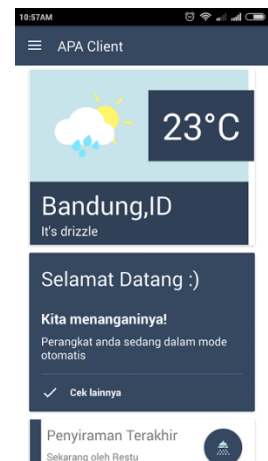 10:57AM
APA Client
23°C
Bandung,ID
It's drizzle
Selamat Datang :)
Kita menanganinya!
Perangkat anda sedang dalam mode
otomatis
Cek lainnya
Penyiraman Terakhir
Sekarang oleh Restu